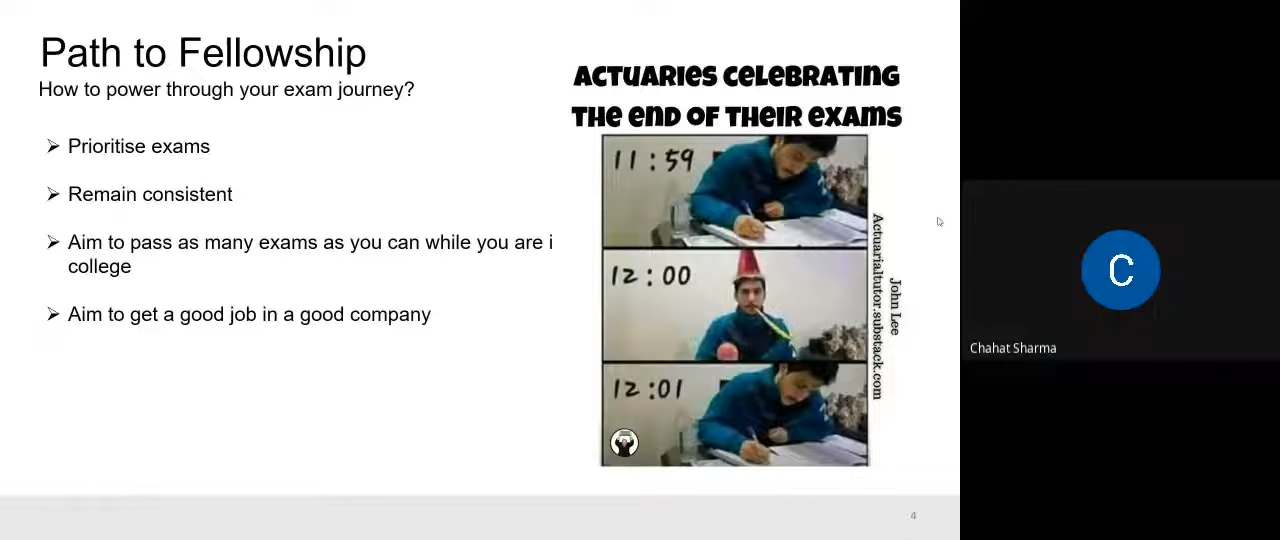 Path to Fellowship
How to power through your exam journey?
➢ Prioritise exams
➢ Remain consistent
➢ Aim to pass as many exams as you can while you are i
college
➢ Aim to get a good job in a good company
ACTUARIES CELEBRATING
THE END OF THEIR EXAMS
11:59
12:00
12:01
John Lee
Actuarialtutor.substack.com
4
C
Chahat Sharma